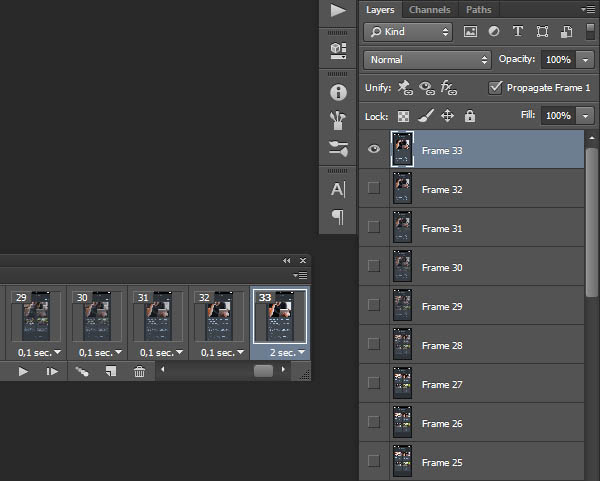 Layers Channels Paths
Kind
Normal Opacity: 100%
Unify: Propagate Frame 1
Lock: Fill: 100%
Frame 33
Frame 32
Frame 31
Frame 30
Frame 29
Frame 28
Frame 27
Frame 26
Frame 25
29 30 31 32 33
0,1 sec. 0,1 sec. 0,1 sec. 0,1 sec. 2 sec.